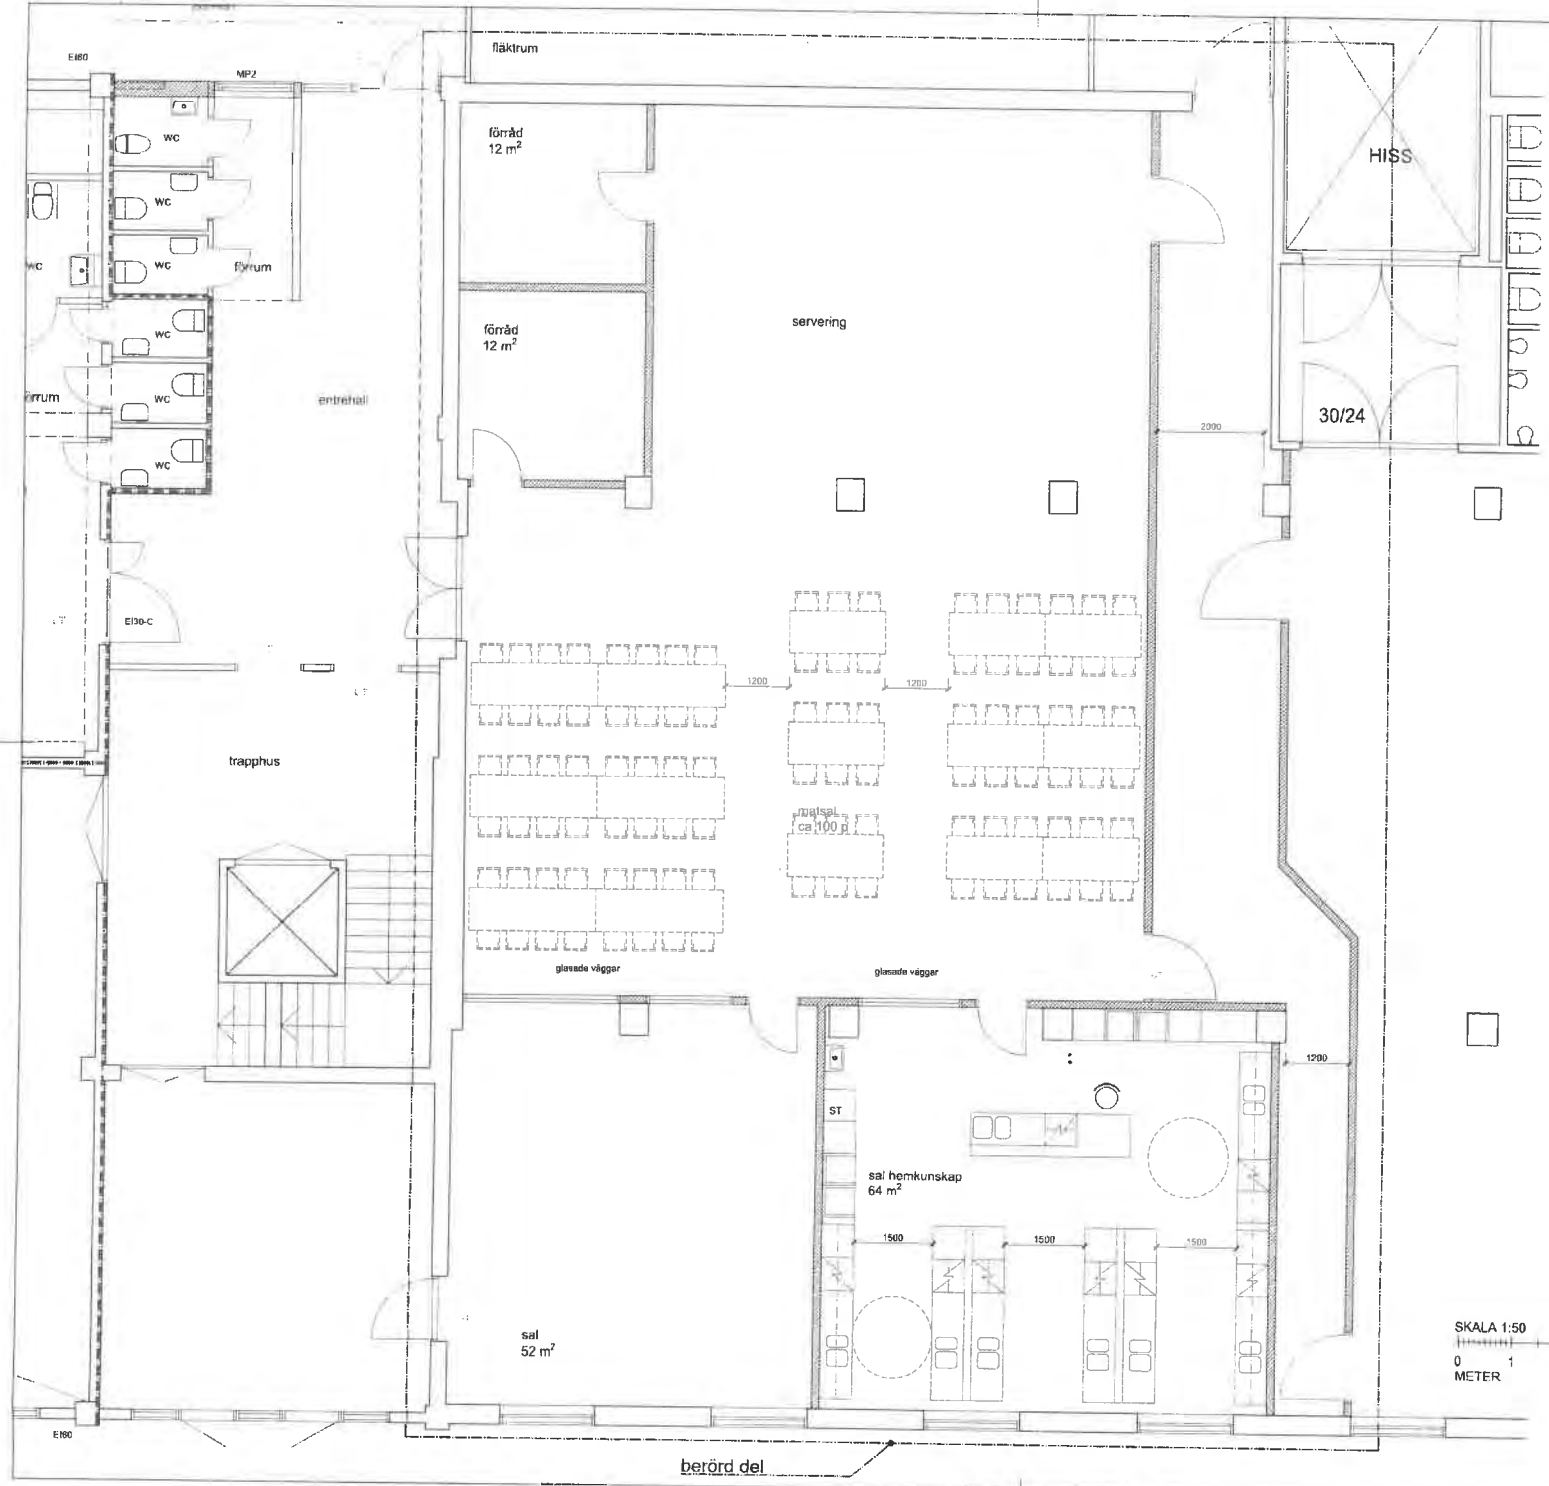 fläktrum
EI60
MP2
förråd
12 m²
WC
HISS
WC
WC
WC
förrum
servering
förråd
12 m²
WC
WC
entrehall
30/24
2000
WC
EI30-C
1200
1200
trapphus
matsal
ca 100 p
glasade väggar
glasade väggar
1200
ST
sal hemkunskap
64 m²
1500
1500
1500
sal
52 m²
SKALA 1:50
0 1
METER
EI60
berörd del